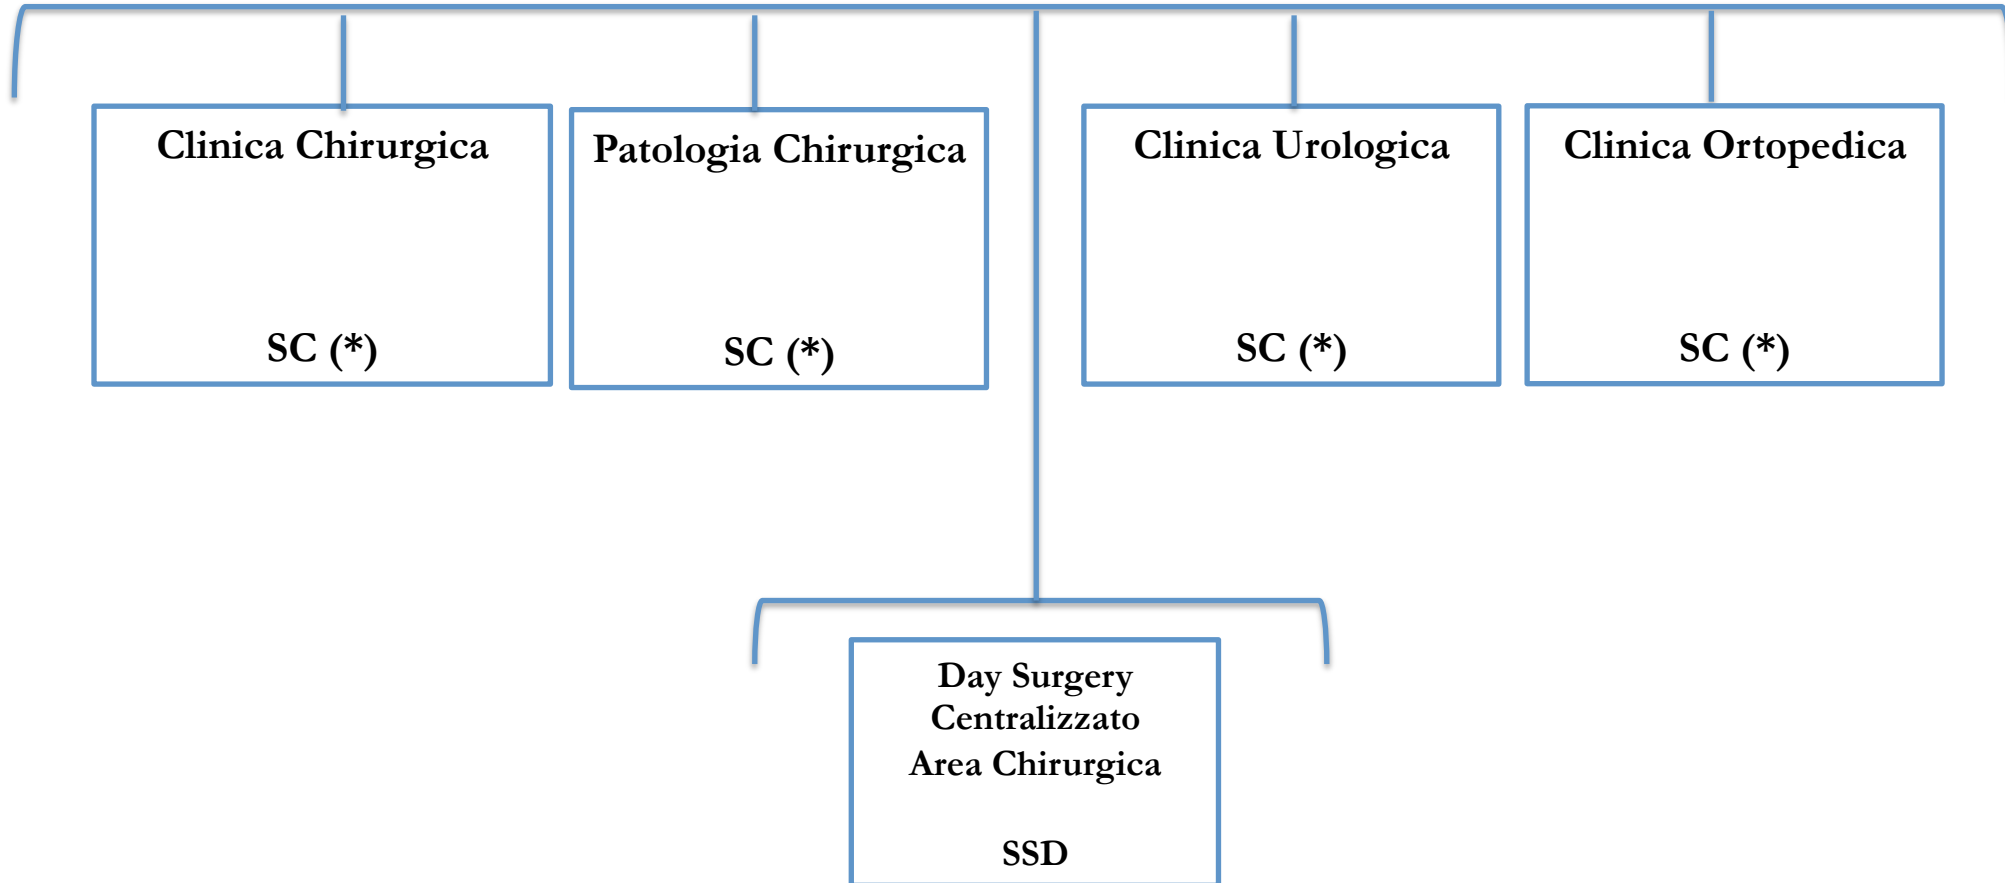 Clinica Chirurgica
SC (*)
Patologia Chirurgica
SC (*)
Clinica Urologica
SC (*)
Clinica Ortopedica
SC (*)
Day Surgery
Centralizzato
Area Chirurgica
SSD